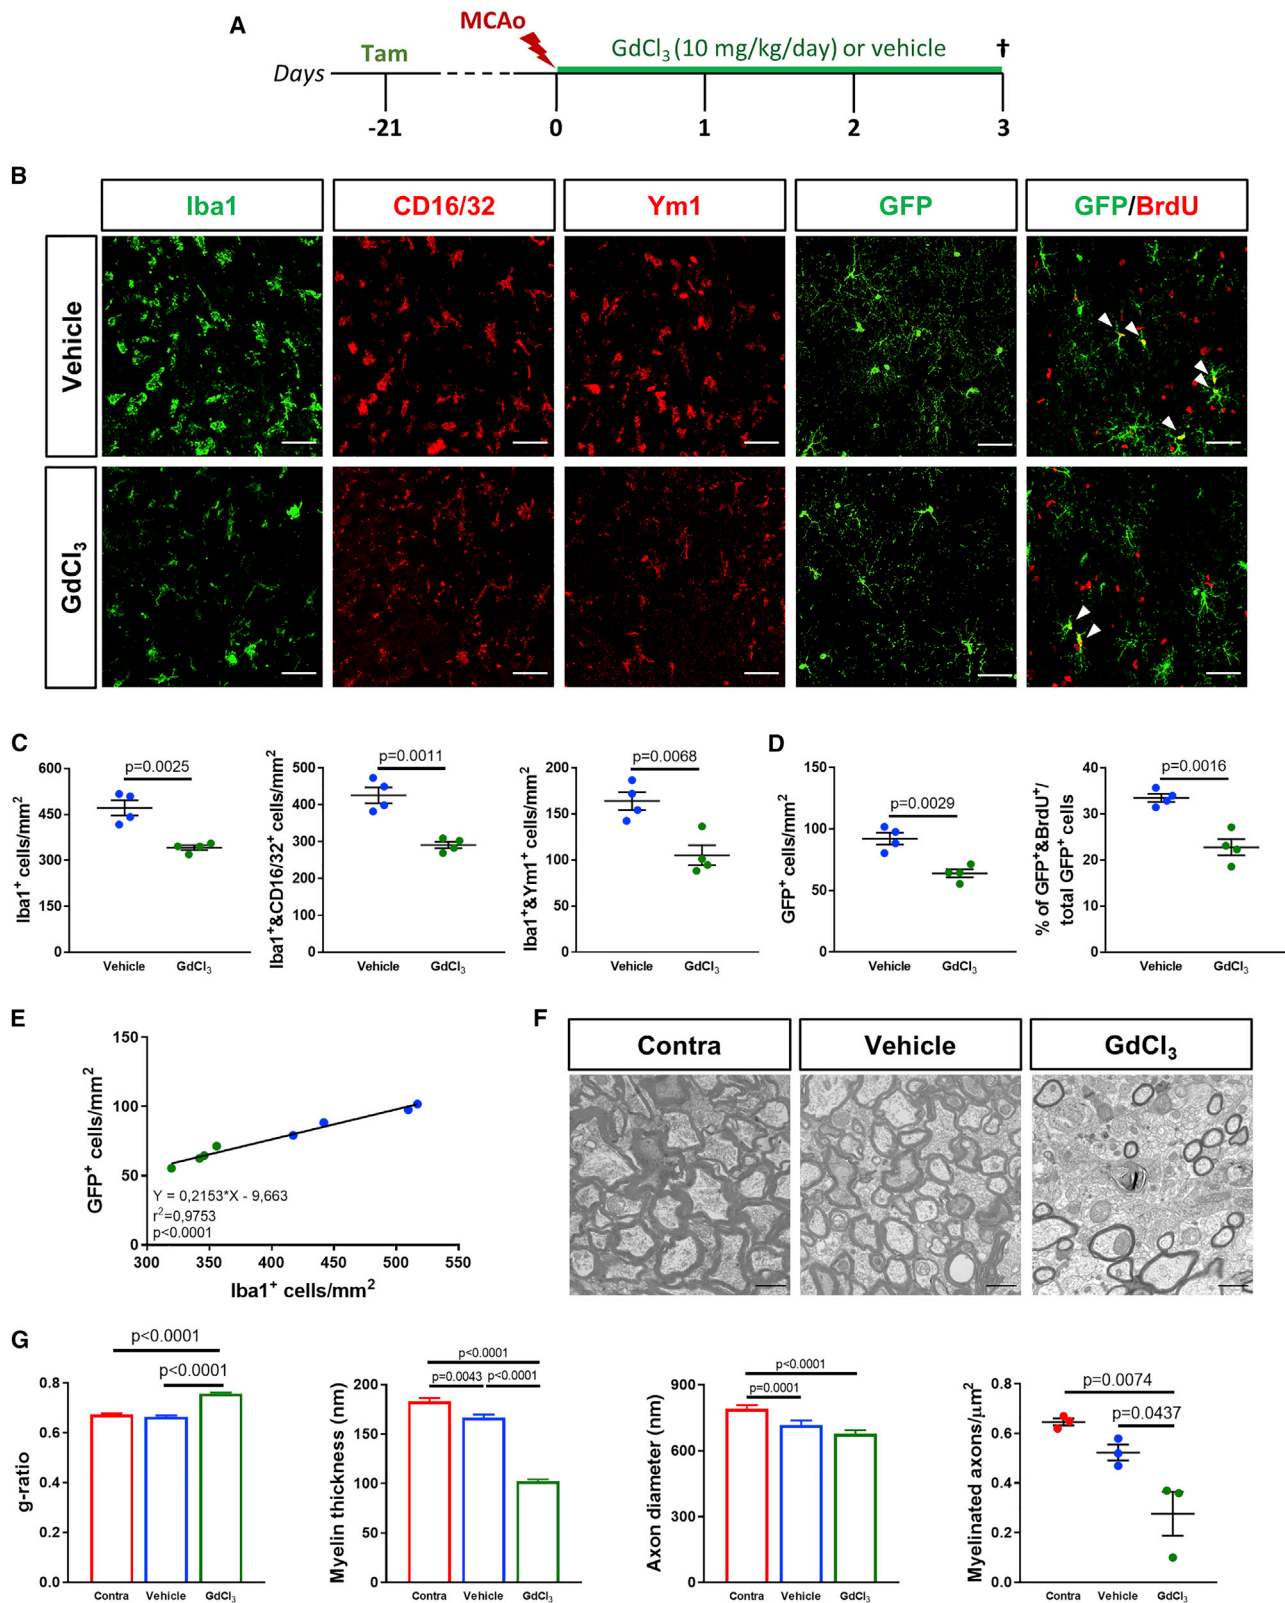 A
MCAo
Tam
GdCl3 (10 mg/kg/day) or vehicle
†
Days
-21
0
1
2
3
B
Iba1
CD16/32
Ym1
GFP
GFP/BrdU
Vehicle
GdCl3
C
Iba1+ cells/mm2
600
450
300
150
0
p=0.0025
Vehicle
GdCl3
Iba1+&CD16/32+ cells/mm2
500
400
300
200
100
0
p=0.0011
Vehicle
GdCl3
Iba1+&Ym1+ cells/mm2
200
150
100
50
0
p=0.0068
Vehicle
GdCl3
D
GFP+ cells/mm2
150
100
50
0
p=0.0029
Vehicle
GdCl3
% of GFP+&BrdU+/
total GFP+ cells
40
30
20
10
0
p=0.0016
Vehicle
GdCl3
E
GFP+ cells/mm2
150
100
50
0
Y = 0,2153*X - 9,663
r2=0,9753
p<0.0001
300
350
400
450
500
550
Iba1+ cells/mm2
F
Contra
Vehicle
GdCl3
G
g-ratio
0.8
0.6
0.4
0.2
0.0
p<0.0001
p<0.0001
Contra
Vehicle
GdCl3
Myelin thickness (nm)
200
150
100
50
0
p<0.0001
p=0.0043
p<0.0001
Contra
Vehicle
GdCl3
Axon diameter (nm)
900
600
300
0
p<0.0001
p=0.0001
Contra
Vehicle
GdCl3
Myelinated axons/µm2
0.8
0.6
0.4
0.2
0.0
p=0.0074
p=0.0437
Contra
Vehicle
GdCl3